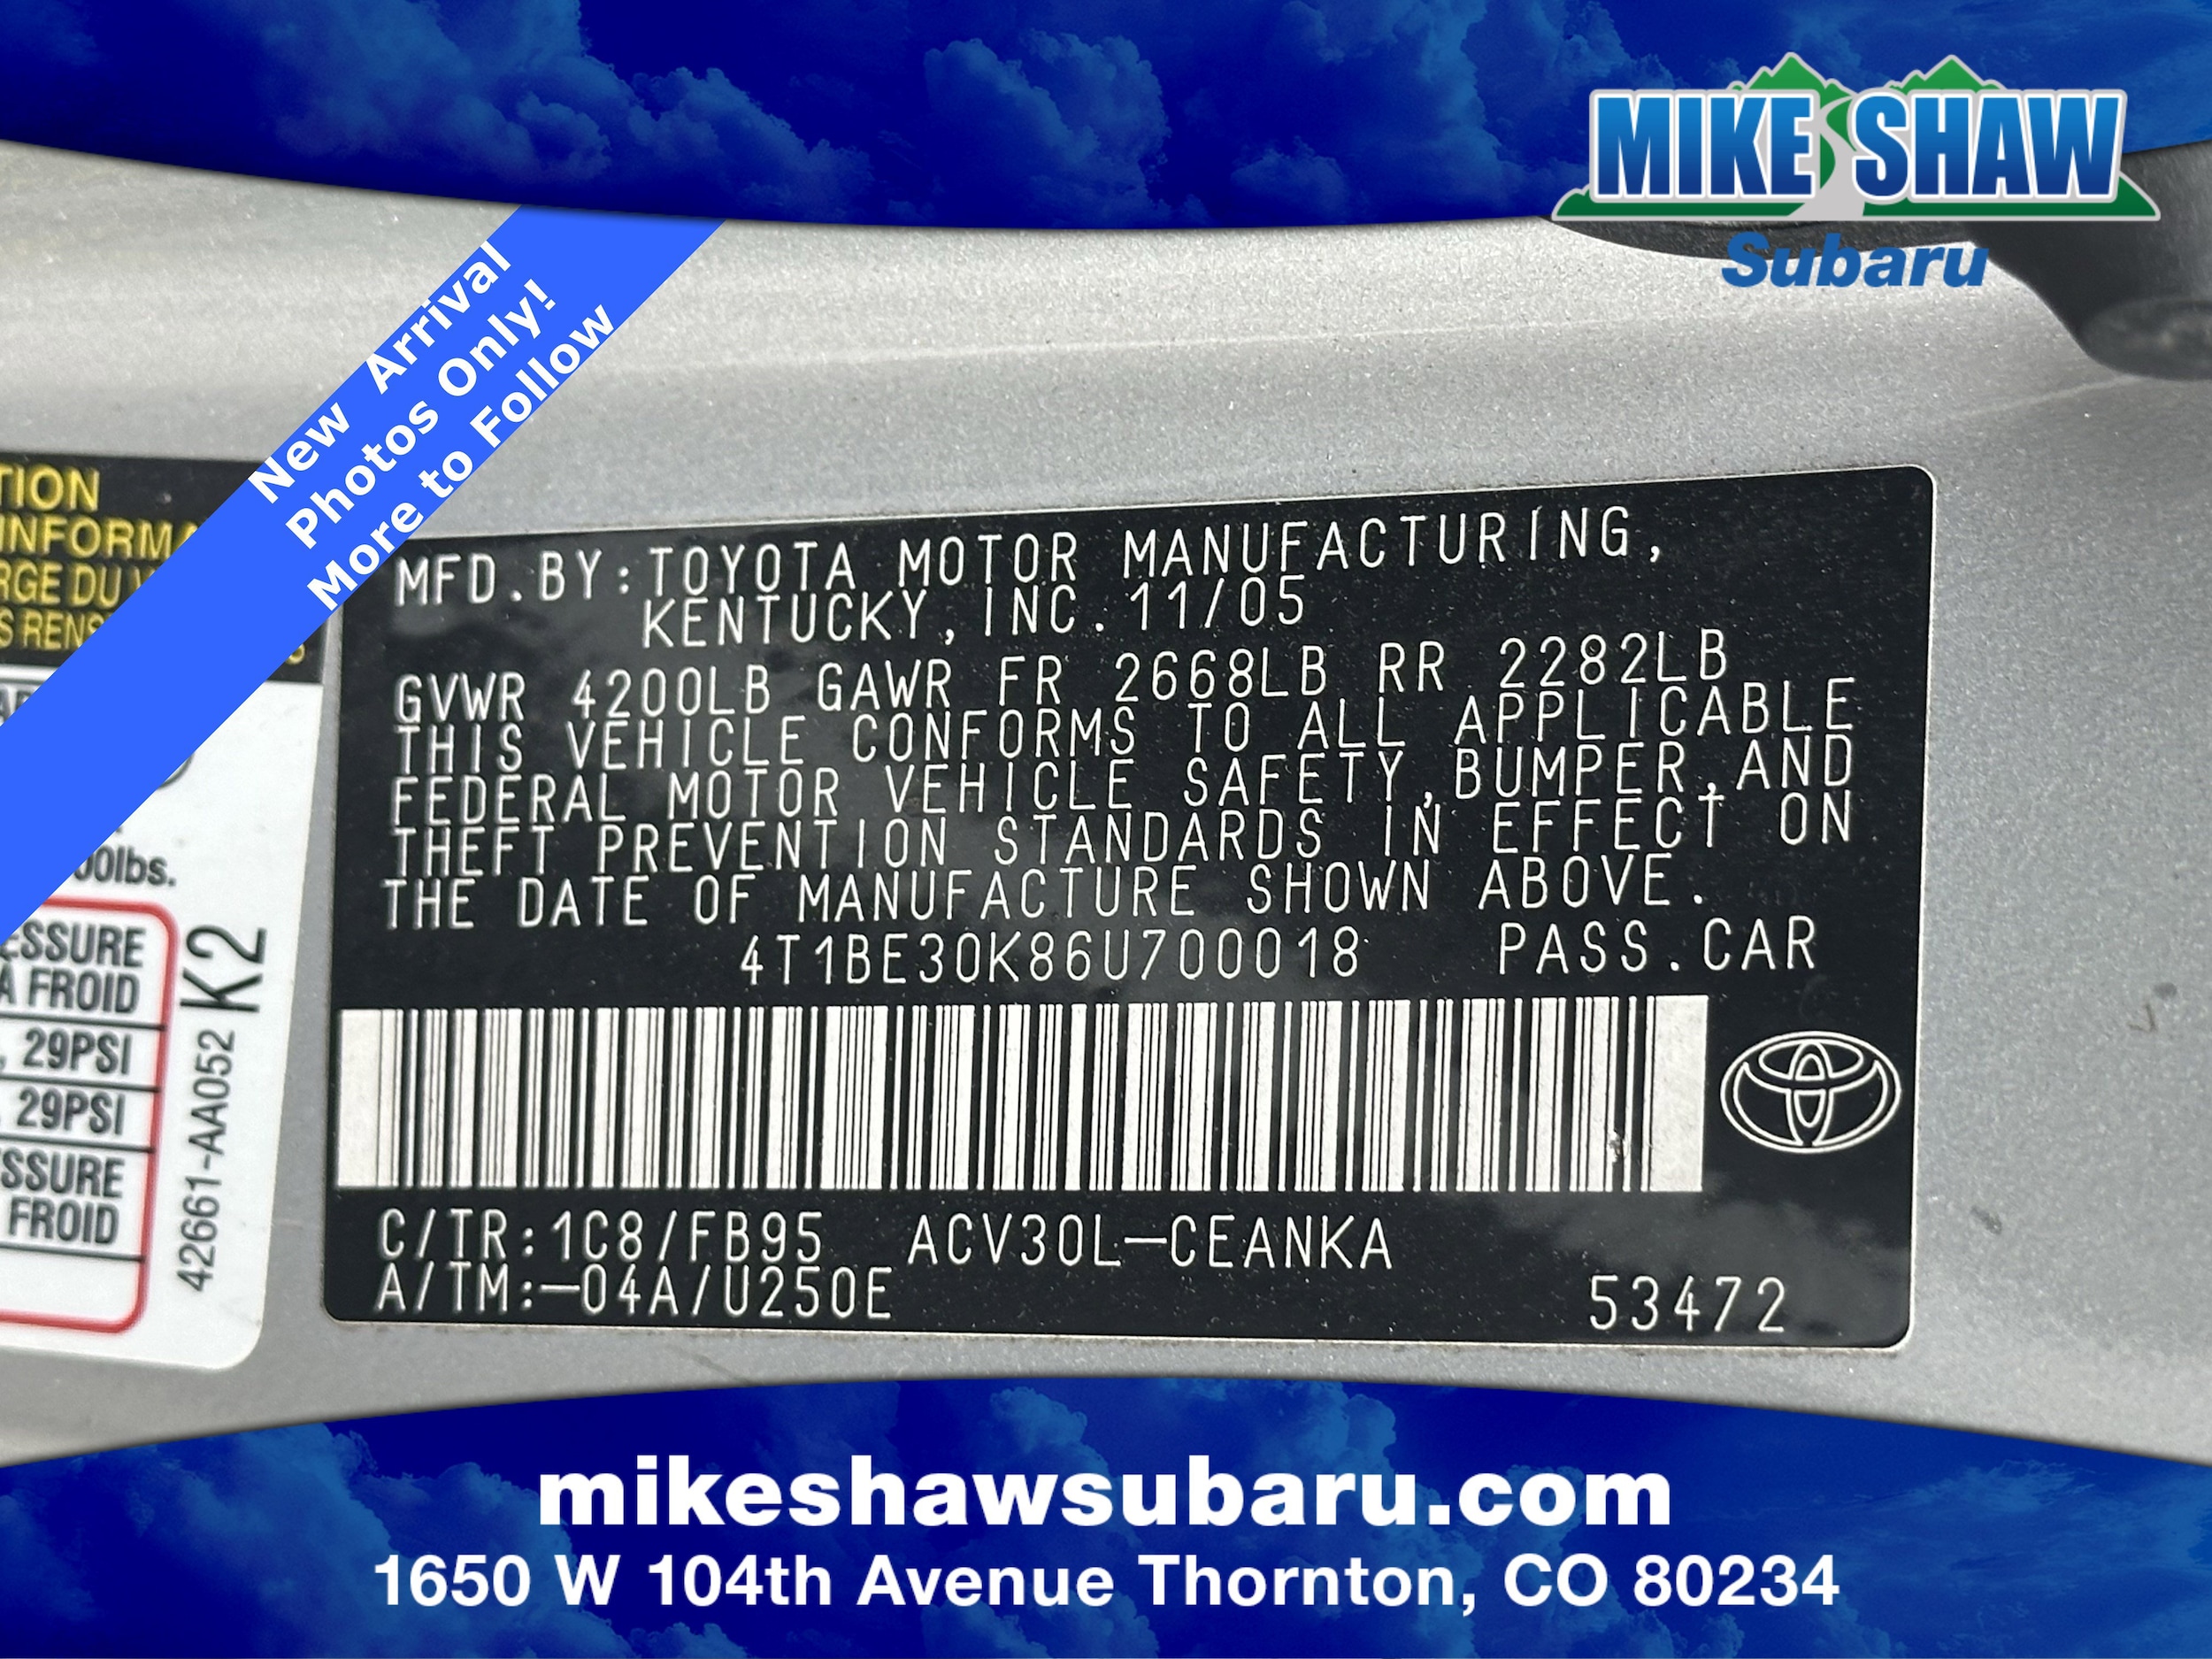 MIKE SHAW
Subaru
New Arrival
Photos Only!
More to Follow
TION
INFORMA
RGE DU V
S RENS
00lbs.
ESSURE
À FROID
, 29PSI
, 29PSI
SSURE
FROID
42661-AA052 K2
MFD.BY:TOYOTA MOTOR MANUFACTURING,
KENTUCKY,INC.11/05
GVWR 4200LB GAWR FR 2668LB RR 2282LB
THIS VEHICLE CONFORMS TO ALL APPLICABLE
FEDERAL MOTOR VEHICLE SAFETY,BUMPER,AND
THEFT PREVENTION STANDARDS IN EFFECT ON
THE DATE OF MANUFACTURE SHOWN ABOVE.
4T1BE30K86U700018 PASS.CAR
C/TR:1C8/FB95 ACV30L-CEANKA
A/TM:-04A/U250E
53472
mikeshawsubaru.com
1650 W 104th Avenue Thornton, CO 80234